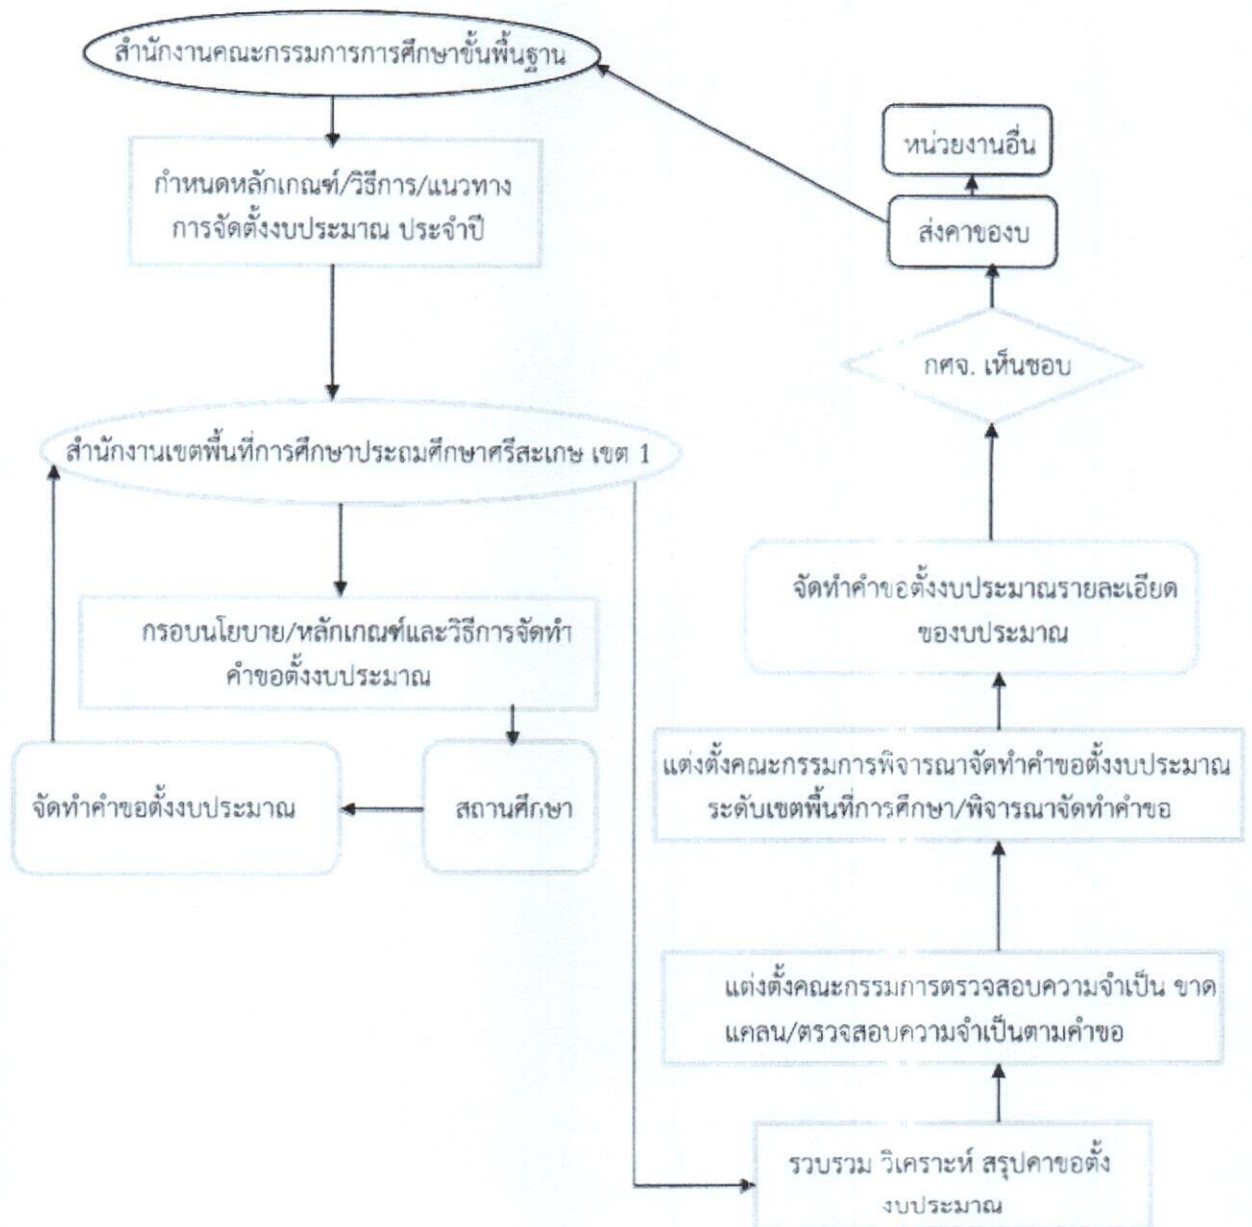 สำนักงานคณะกรรมการการศึกษาขั้นพื้นฐาน
กำหนดหลักเกณฑ์/วิธีการ/แนวทาง
การจัดตั้งงบประมาณ ประจำปี
สำนักงานเขตพื้นที่การศึกษาประถมศึกษาศรีสะเกษ เขต 1
กรอบนโยบาย/หลักเกณฑ์และวิธีการจัดทำ
คำขอตั้งงบประมาณ
สถานศึกษา
จัดทำคำขอตั้งงบประมาณ
รวบรวม วิเคราะห์ สรุปคาขอตั้ง
งบประมาณ
แต่งตั้งคณะกรรมการตรวจสอบความจำเป็น ขาด
แคลน/ตรวจสอบความจำเป็นตามคำขอ
แต่งตั้งคณะกรรมการพิจารณาจัดทำคำขอตั้งงบประมาณ
ระดับเขตพื้นที่การศึกษา/พิจารณาจัดทำคำขอ
จัดทำคำขอตั้งงบประมาณรายละเอียด
ของบประมาณ
กศจ. เห็นชอบ
ส่งคาของบ
หน่วยงานอื่น